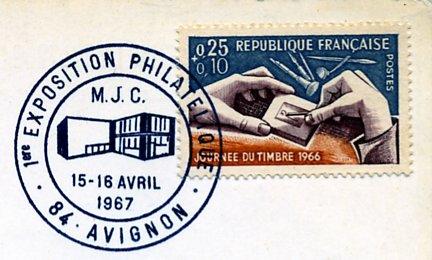 1ère EXPOSITION PHILATELIQUE
M.J.C.
15-16 AVRIL
1967
84 · AVIGNON
+0,25 REPUBLIQUE FRANÇAISE
0,10
POSTES
JOURNEE DU TIMBRE 1966